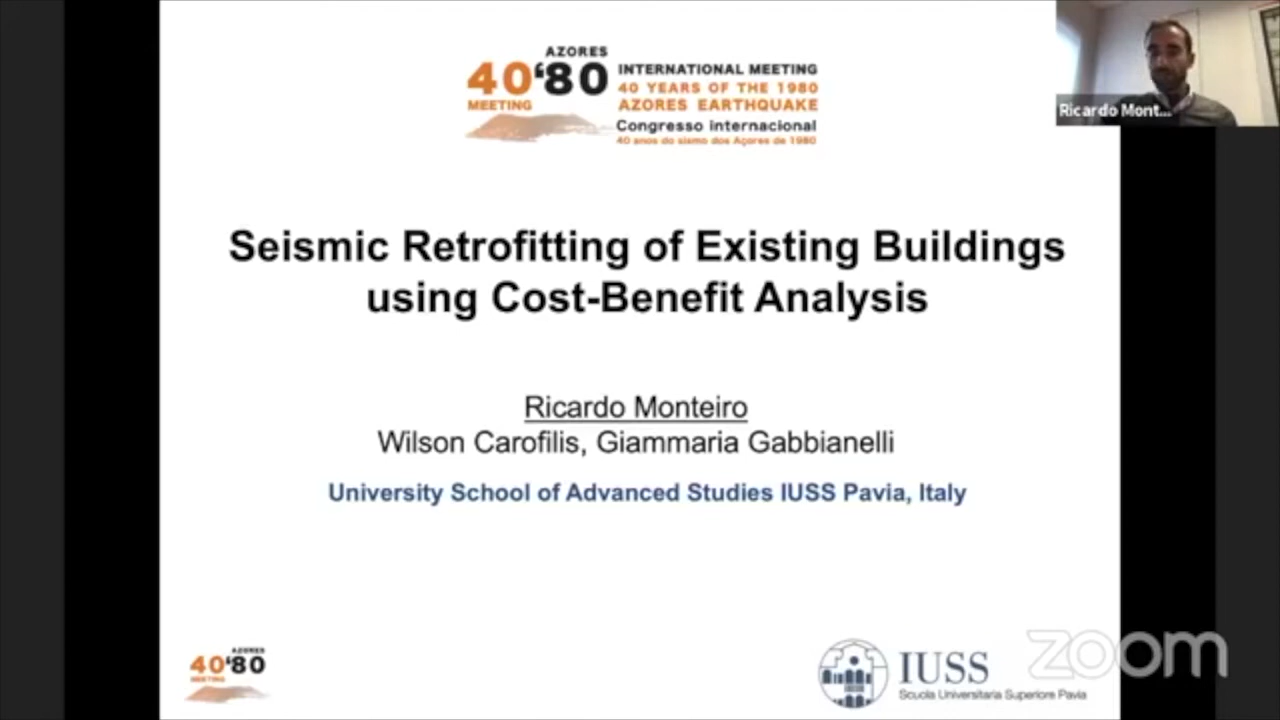 AZORES
40'80
MEETING
INTERNATIONAL MEETING
40 YEARS OF THE 1980
AZORES EARTHQUAKE
Congresso internacional
40 anos do sismo dos Açores de 1980
Ricardo Mont...
Seismic Retrofitting of Existing Buildings
using Cost-Benefit Analysis
Ricardo Monteiro
Wilson Carofilis, Giammaria Gabbianelli
University School of Advanced Studies IUSS Pavia, Italy
AZORES
40'80
MEETING
IUSS
Scuola Universitaria Superiore Pavia
zoom